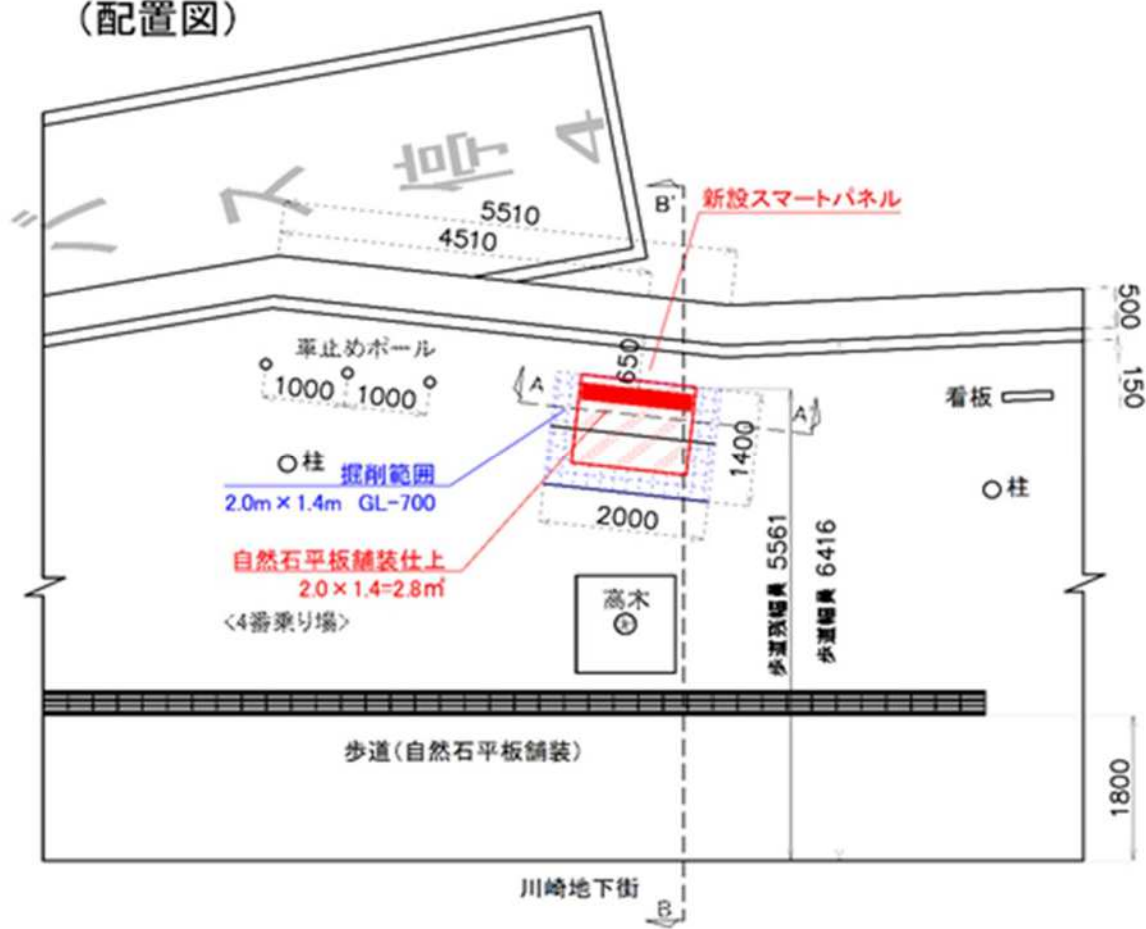 (配置図)
バス停4
5510
4510
B'
新設スマートパネル
500
150
車止めポール
1000
1000
650
A
A'
看板
柱
掘削範囲
2.0m×1.4m GL-700
1400
柱
2000
自然石平板舗装仕上
2.0×1.4=2.8㎡
高木
<4番乗り場>
歩道残幅員 5561
歩道幅員 6416
歩道(自然石平板舗装)
1800
川崎地下街
B